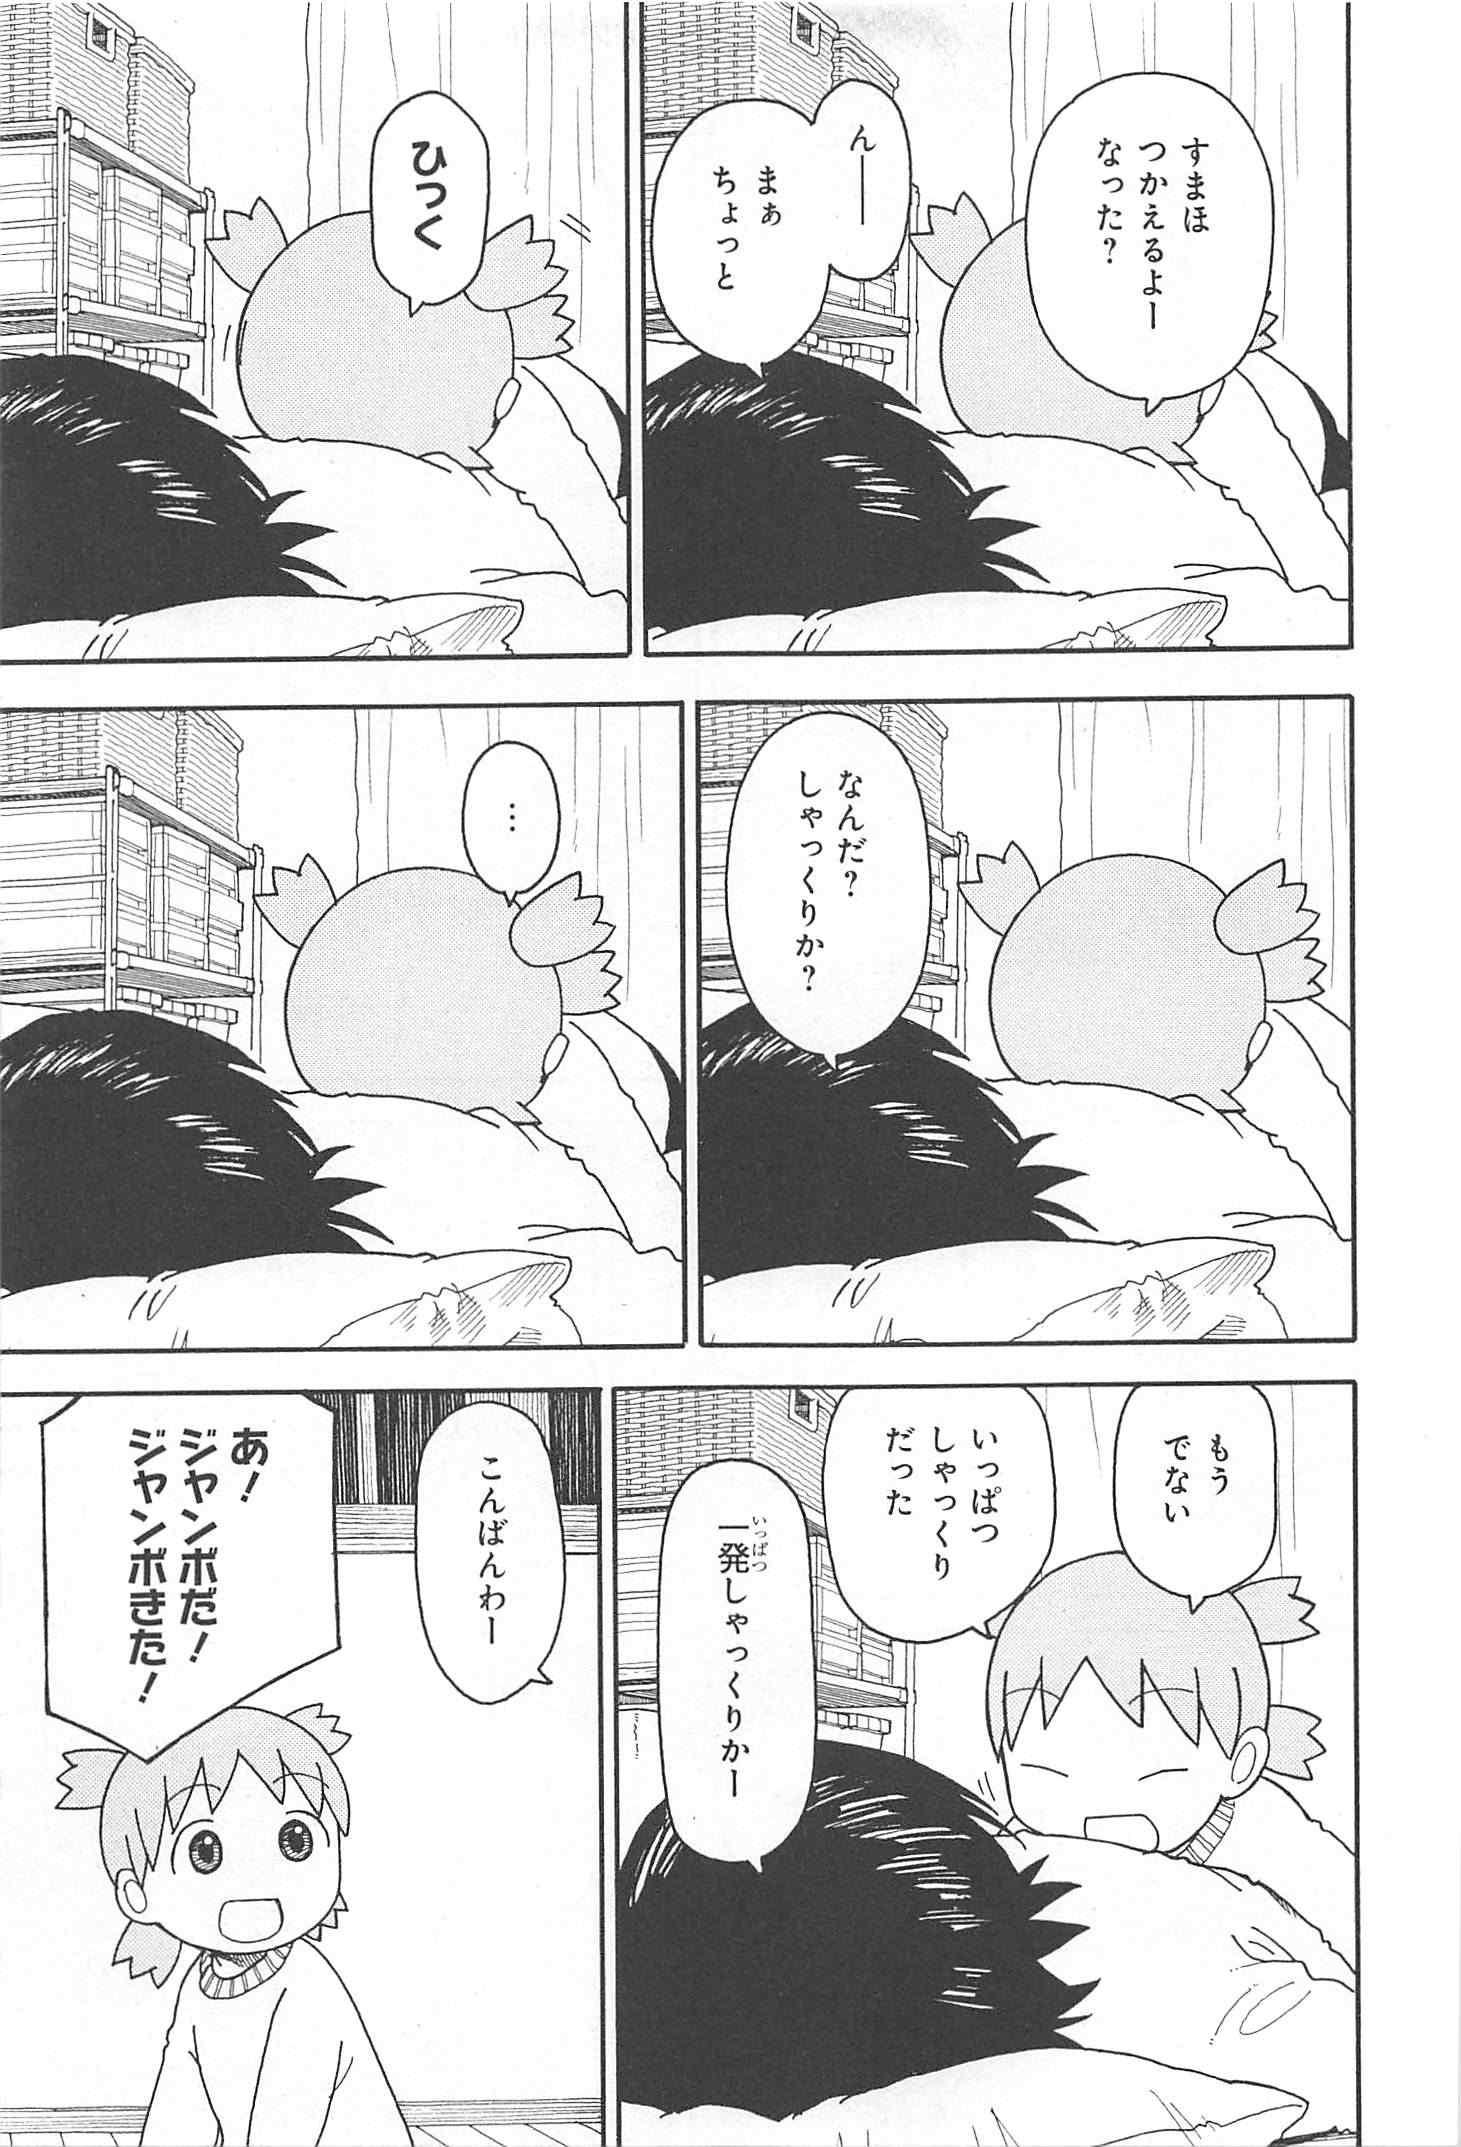 すまほ
つかえるよー
なった？
んー
まぁ
ちょっと
ひっく
なんだ？
しゃっくりか？
…
もう
でない
いっぱつ
しゃっくり
だった
一発しゃっくりかー
いっぱつ
こんばんわー
あ！
ジャンボだ！
ジャンボきた！